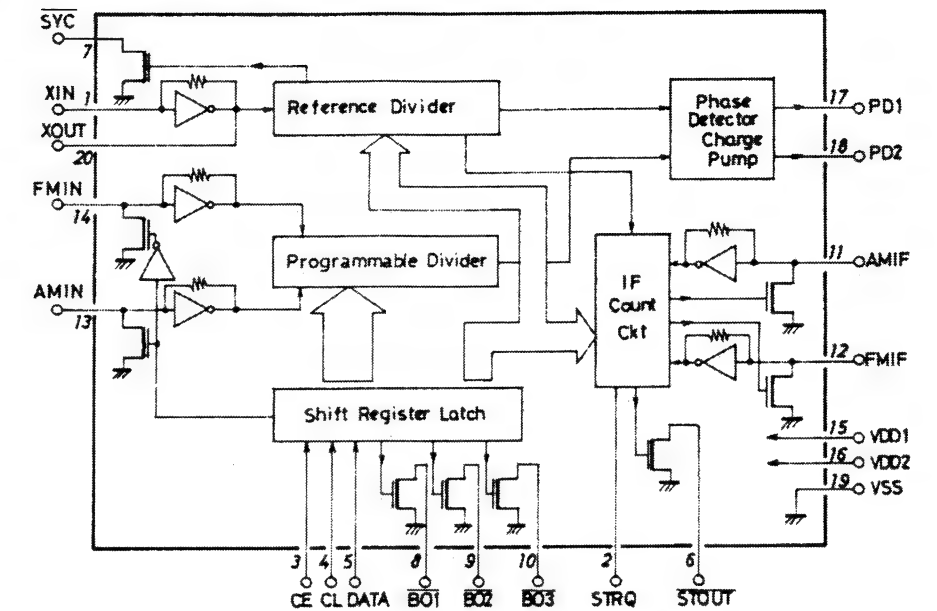 SYC
7
XIN
1
XOUT
20
FMIN
14
AMIN
13
Reference Divider
Programmable Divider
Shift Register Latch
Phase
Detector
Charge
Pump
IF
Count
Ckt
17
PD1
18
PD2
11
AMIF
12
FMIF
15
VDD1
16
VDD2
19
VSS
3
4
5
8
9
10
2
6
CE
CL
DATA
BO1
BO2
BO3
STRQ
STOUT